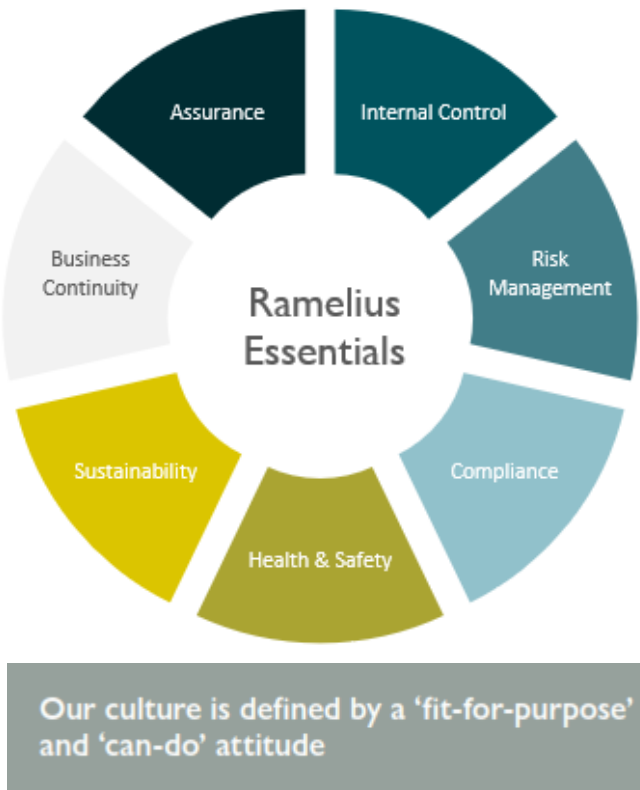 Assurance
Internal Control
Risk
Management
Compliance
Health & Safety
Sustainability
Business
Continuity
Ramelius
Essentials
Our culture is defined by a ‘fit-for-purpose’
and ‘can-do’ attitude